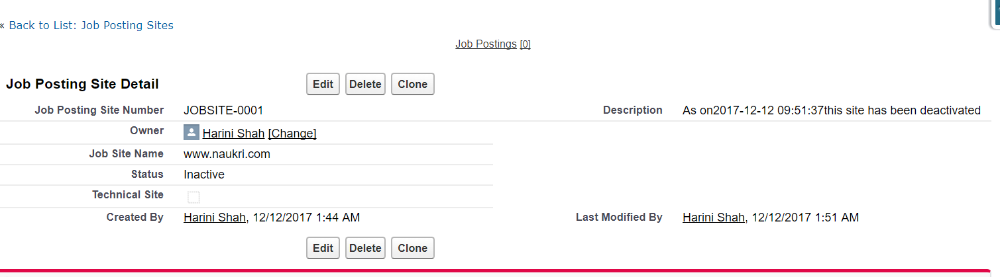 « Back to List: Job Posting Sites
Job Postings [0]
Job Posting Site Detail Edit Delete Clone
Job Posting Site Number JOBSITE-0001 Description As on2017-12-12 09:51:37this site has been deactivated
Owner Harini Shah [Change]
Job Site Name www.naukri.com
Status Inactive
Technical Site
Created By Harini Shah, 12/12/2017 1:44 AM Last Modified By Harini Shah, 12/12/2017 1:51 AM
Edit Delete Clone